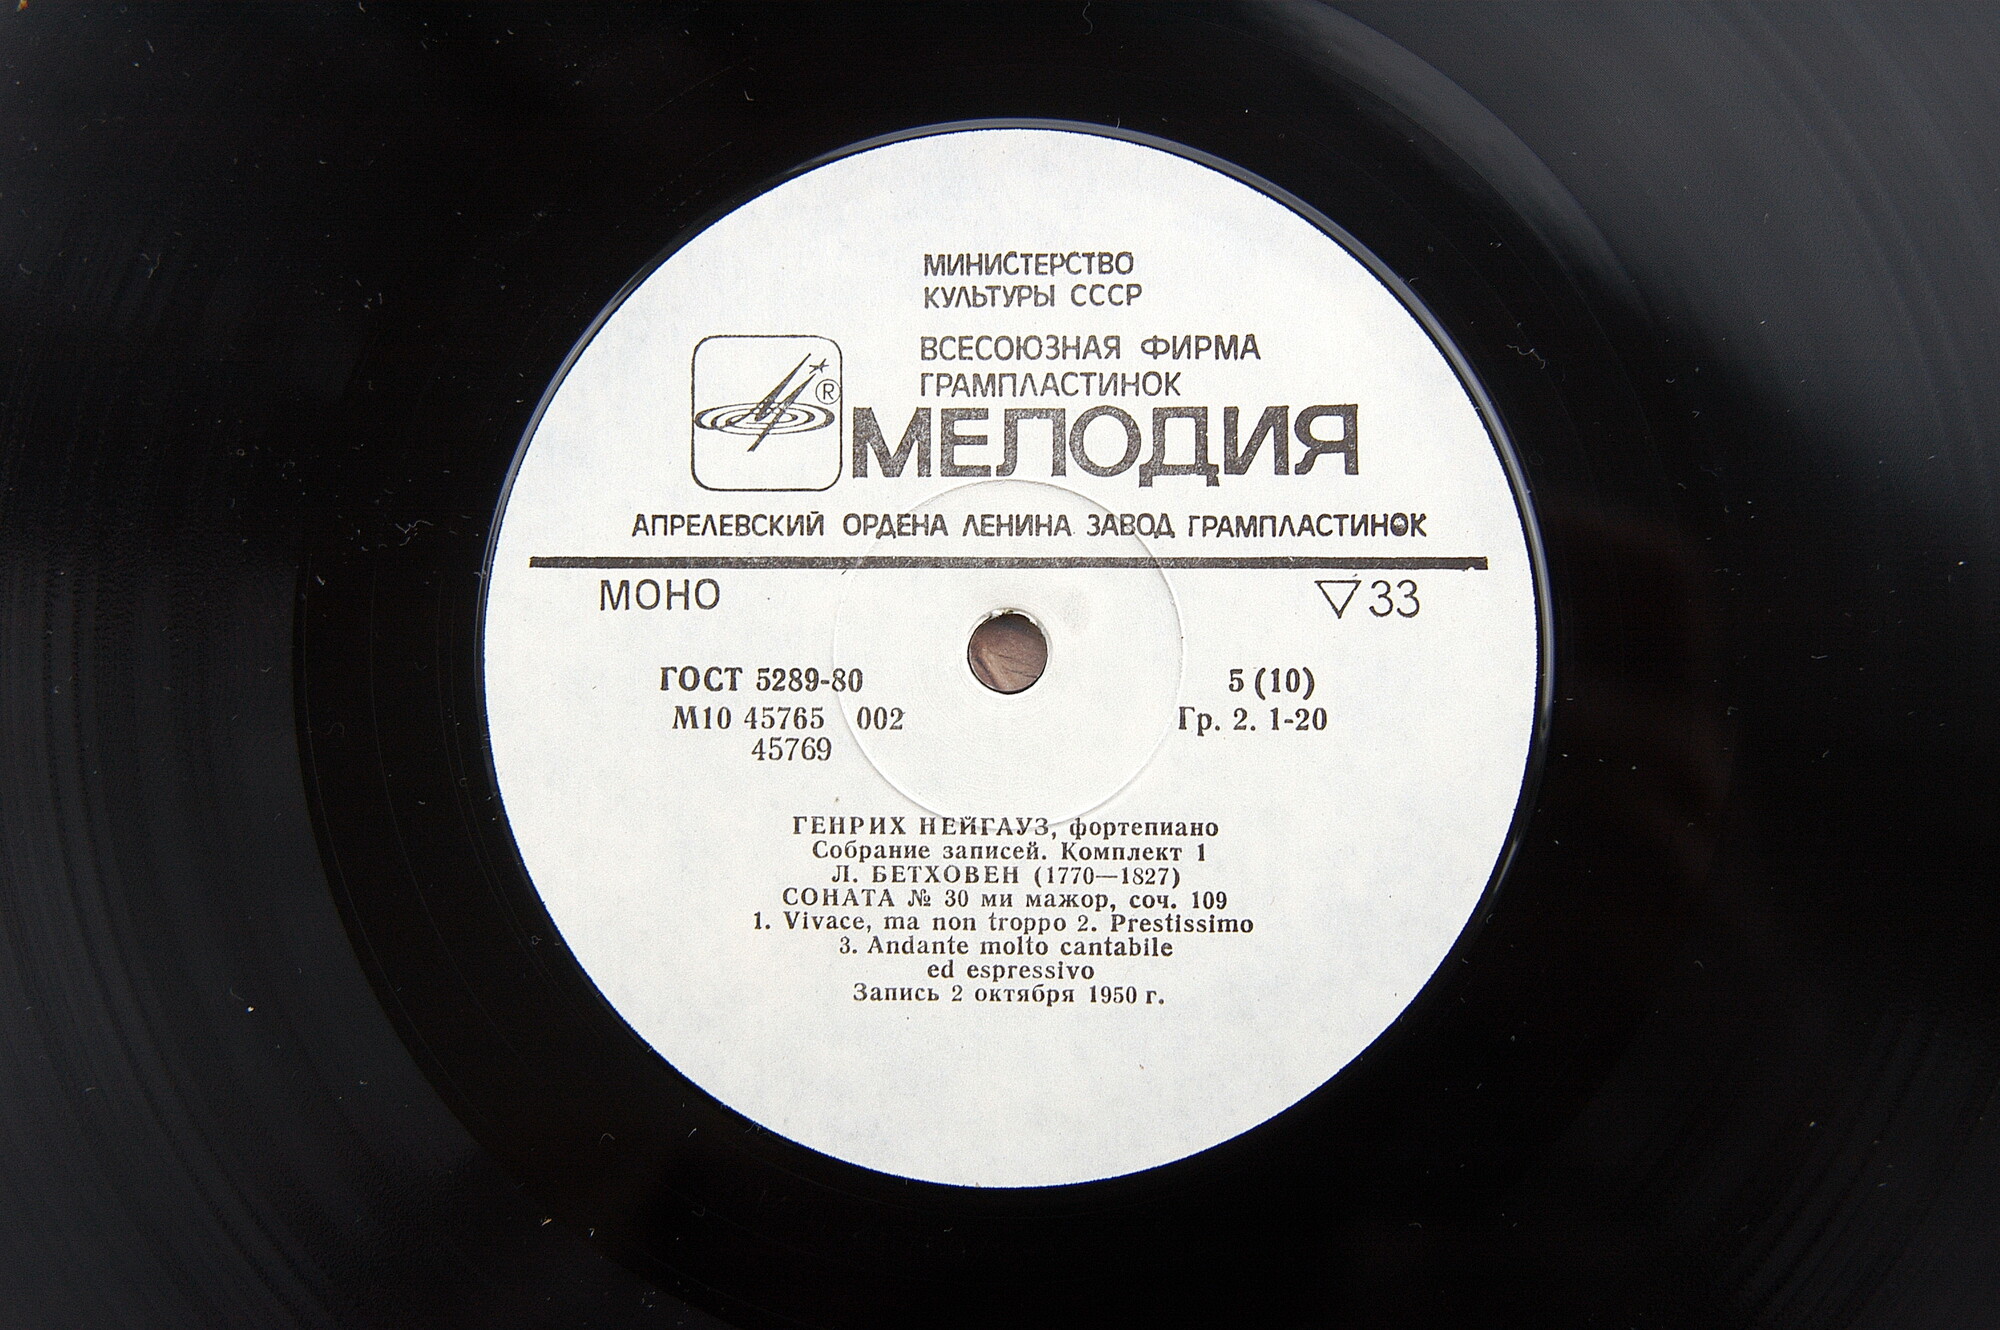 МИНИСТЕРСТВО
КУЛЬТУРЫ СССР
ВСЕСОЮЗНАЯ ФИРМА
ГРАМПЛАСТИНОК
®
МЕЛОДИЯ
АПРЕЛЕВСКИЙ ОРДЕНА ЛЕНИНА ЗАВОД ГРАМПЛАСТИНОК
МОНО ▽33
ГОСТ 5289-80 5 (10)
М10 45765 002 Гр. 2. 1-20
45769
ГЕНРИХ НЕЙГАУЗ, фортепиано
Собрание записей. Комплект 1
Л. БЕТХОВЕН (1770—1827)
СОНАТА № 30 ми мажор, соч. 109
1. Vivace, ma non troppo 2. Prestissimo
3. Andante molto cantabile
ed espressivo
Запись 2 октября 1950 г.